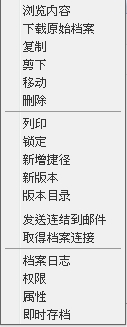 浏览内容
下载原始档案
复制
剪下
移动
删除
列印
锁定
新增捷径
新版本
版本目录
发送连结到邮件
取得档案连接
档案日志
权限
属性
即时存档